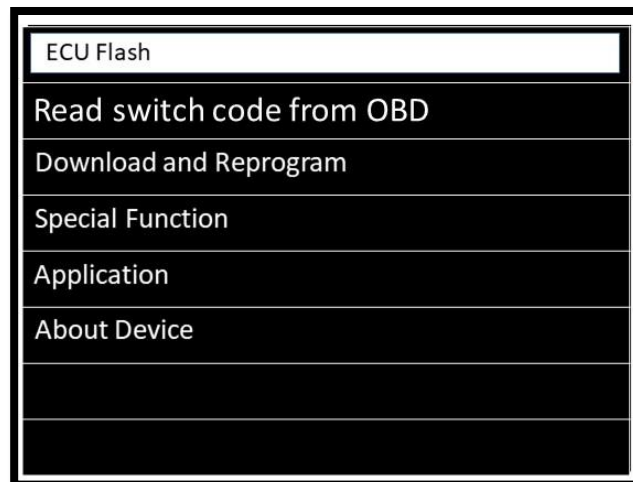 ECU Flash
Read switch code from OBD
Download and Reprogram
Special Function
Application
About Device